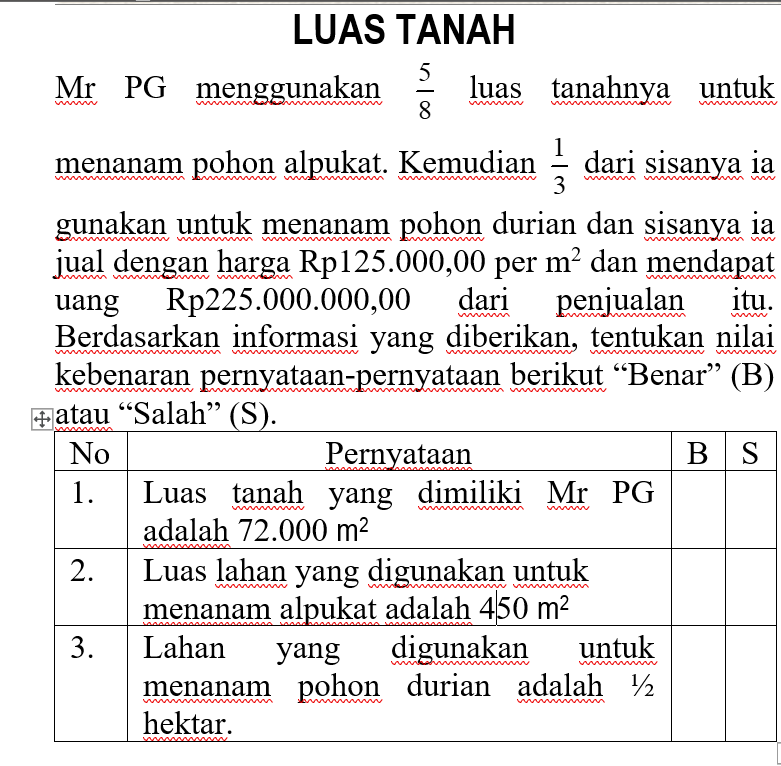 LUAS TANAH
Mr PG menggunakan 5/8 luas tanahnya untuk
menanam pohon alpukat. Kemudian 1/3 dari sisanya ia
gunakan untuk menanam pohon durian dan sisanya ia
jual dengan harga Rp125.000,00 per m² dan mendapat
uang Rp225.000.000,00 dari penjualan itu.
Berdasarkan informasi yang diberikan, tentukan nilai
kebenaran pernyataan-pernyataan berikut “Benar” (B)
atau “Salah” (S).
No Pernyataan B S
1. Luas tanah yang dimiliki Mr PG
adalah 72.000 m²
2. Luas lahan yang digunakan untuk
menanam alpukat adalah 450 m²
3. Lahan yang digunakan untuk
menanam pohon durian adalah ½
hektar.